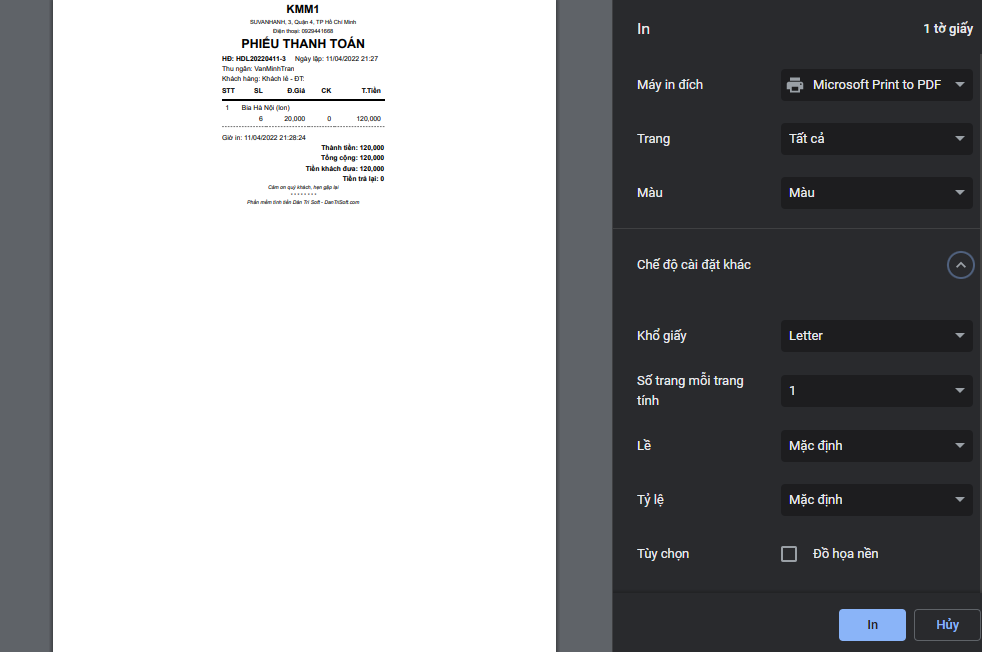 KMM1
SUVANHANH, 3, Quận 4, TP Hồ Chí Minh
Điện thoại: 0929441668
PHIẾU THANH TOÁN
HĐ: HDL20220411-3 Ngày lập: 11/04/2022 21:27
Thu ngân: VanMinhTran
Khách hàng: Khách lẻ - ĐT:
STT SL Đ.Giá CK T.Tiền
1 Bia Hà Nội (lon)
6 20,000 0 120,000
Giờ in: 11/04/2022 21:28:24
Thành tiền: 120,000
Tổng cộng: 120,000
Tiền khách đưa: 120,000
Tiền trả lại: 0
Cảm ơn quý khách, hẹn gặp lại
- - - - - - - -
Phần mềm tính tiền Dân Trí Soft - DanTriSoft.com
In 1 tờ giấy
Máy in đích Microsoft Print to PDF
Trang Tất cả
Màu Màu
Chế độ cài đặt khác
Khổ giấy Letter
Số trang mỗi trang
tính 1
Lề Mặc định
Tỷ lệ Mặc định
Tùy chọn Đồ họa nền
In Hủy